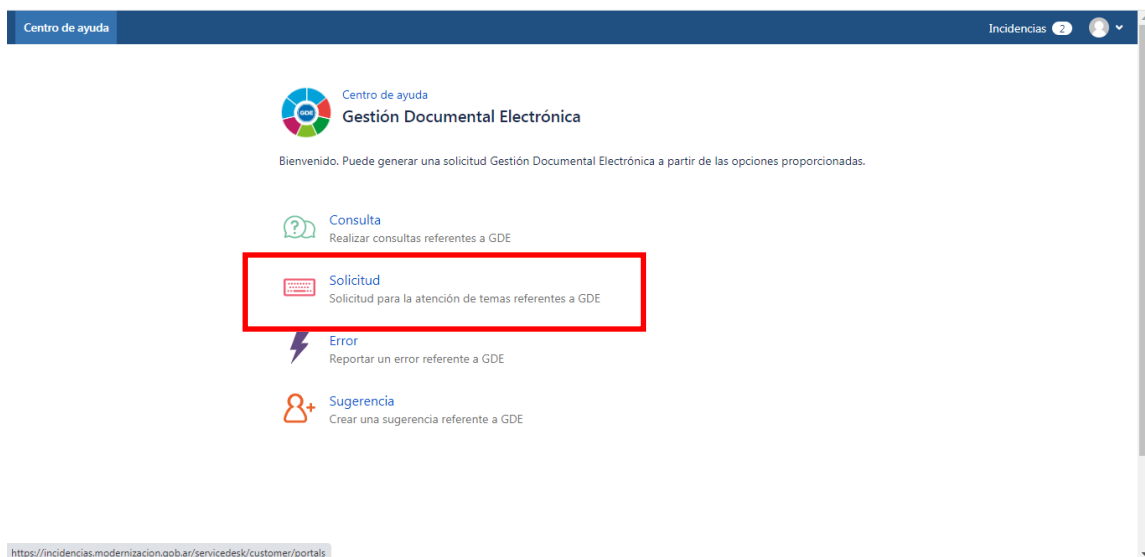 Centro de ayuda
Incidencias 2
Centro de ayuda
GDE
Gestión Documental Electrónica
Bienvenido. Puede generar una solicitud Gestión Documental Electrónica a partir de las opciones proporcionadas.
Consulta
Realizar consultas referentes a GDE
Solicitud
Solicitud para la atención de temas referentes a GDE
Error
Reportar un error referente a GDE
Sugerencia
Crear una sugerencia referente a GDE
https://incidencias.modernizacion.gob.ar/servicedesk/customer/portals